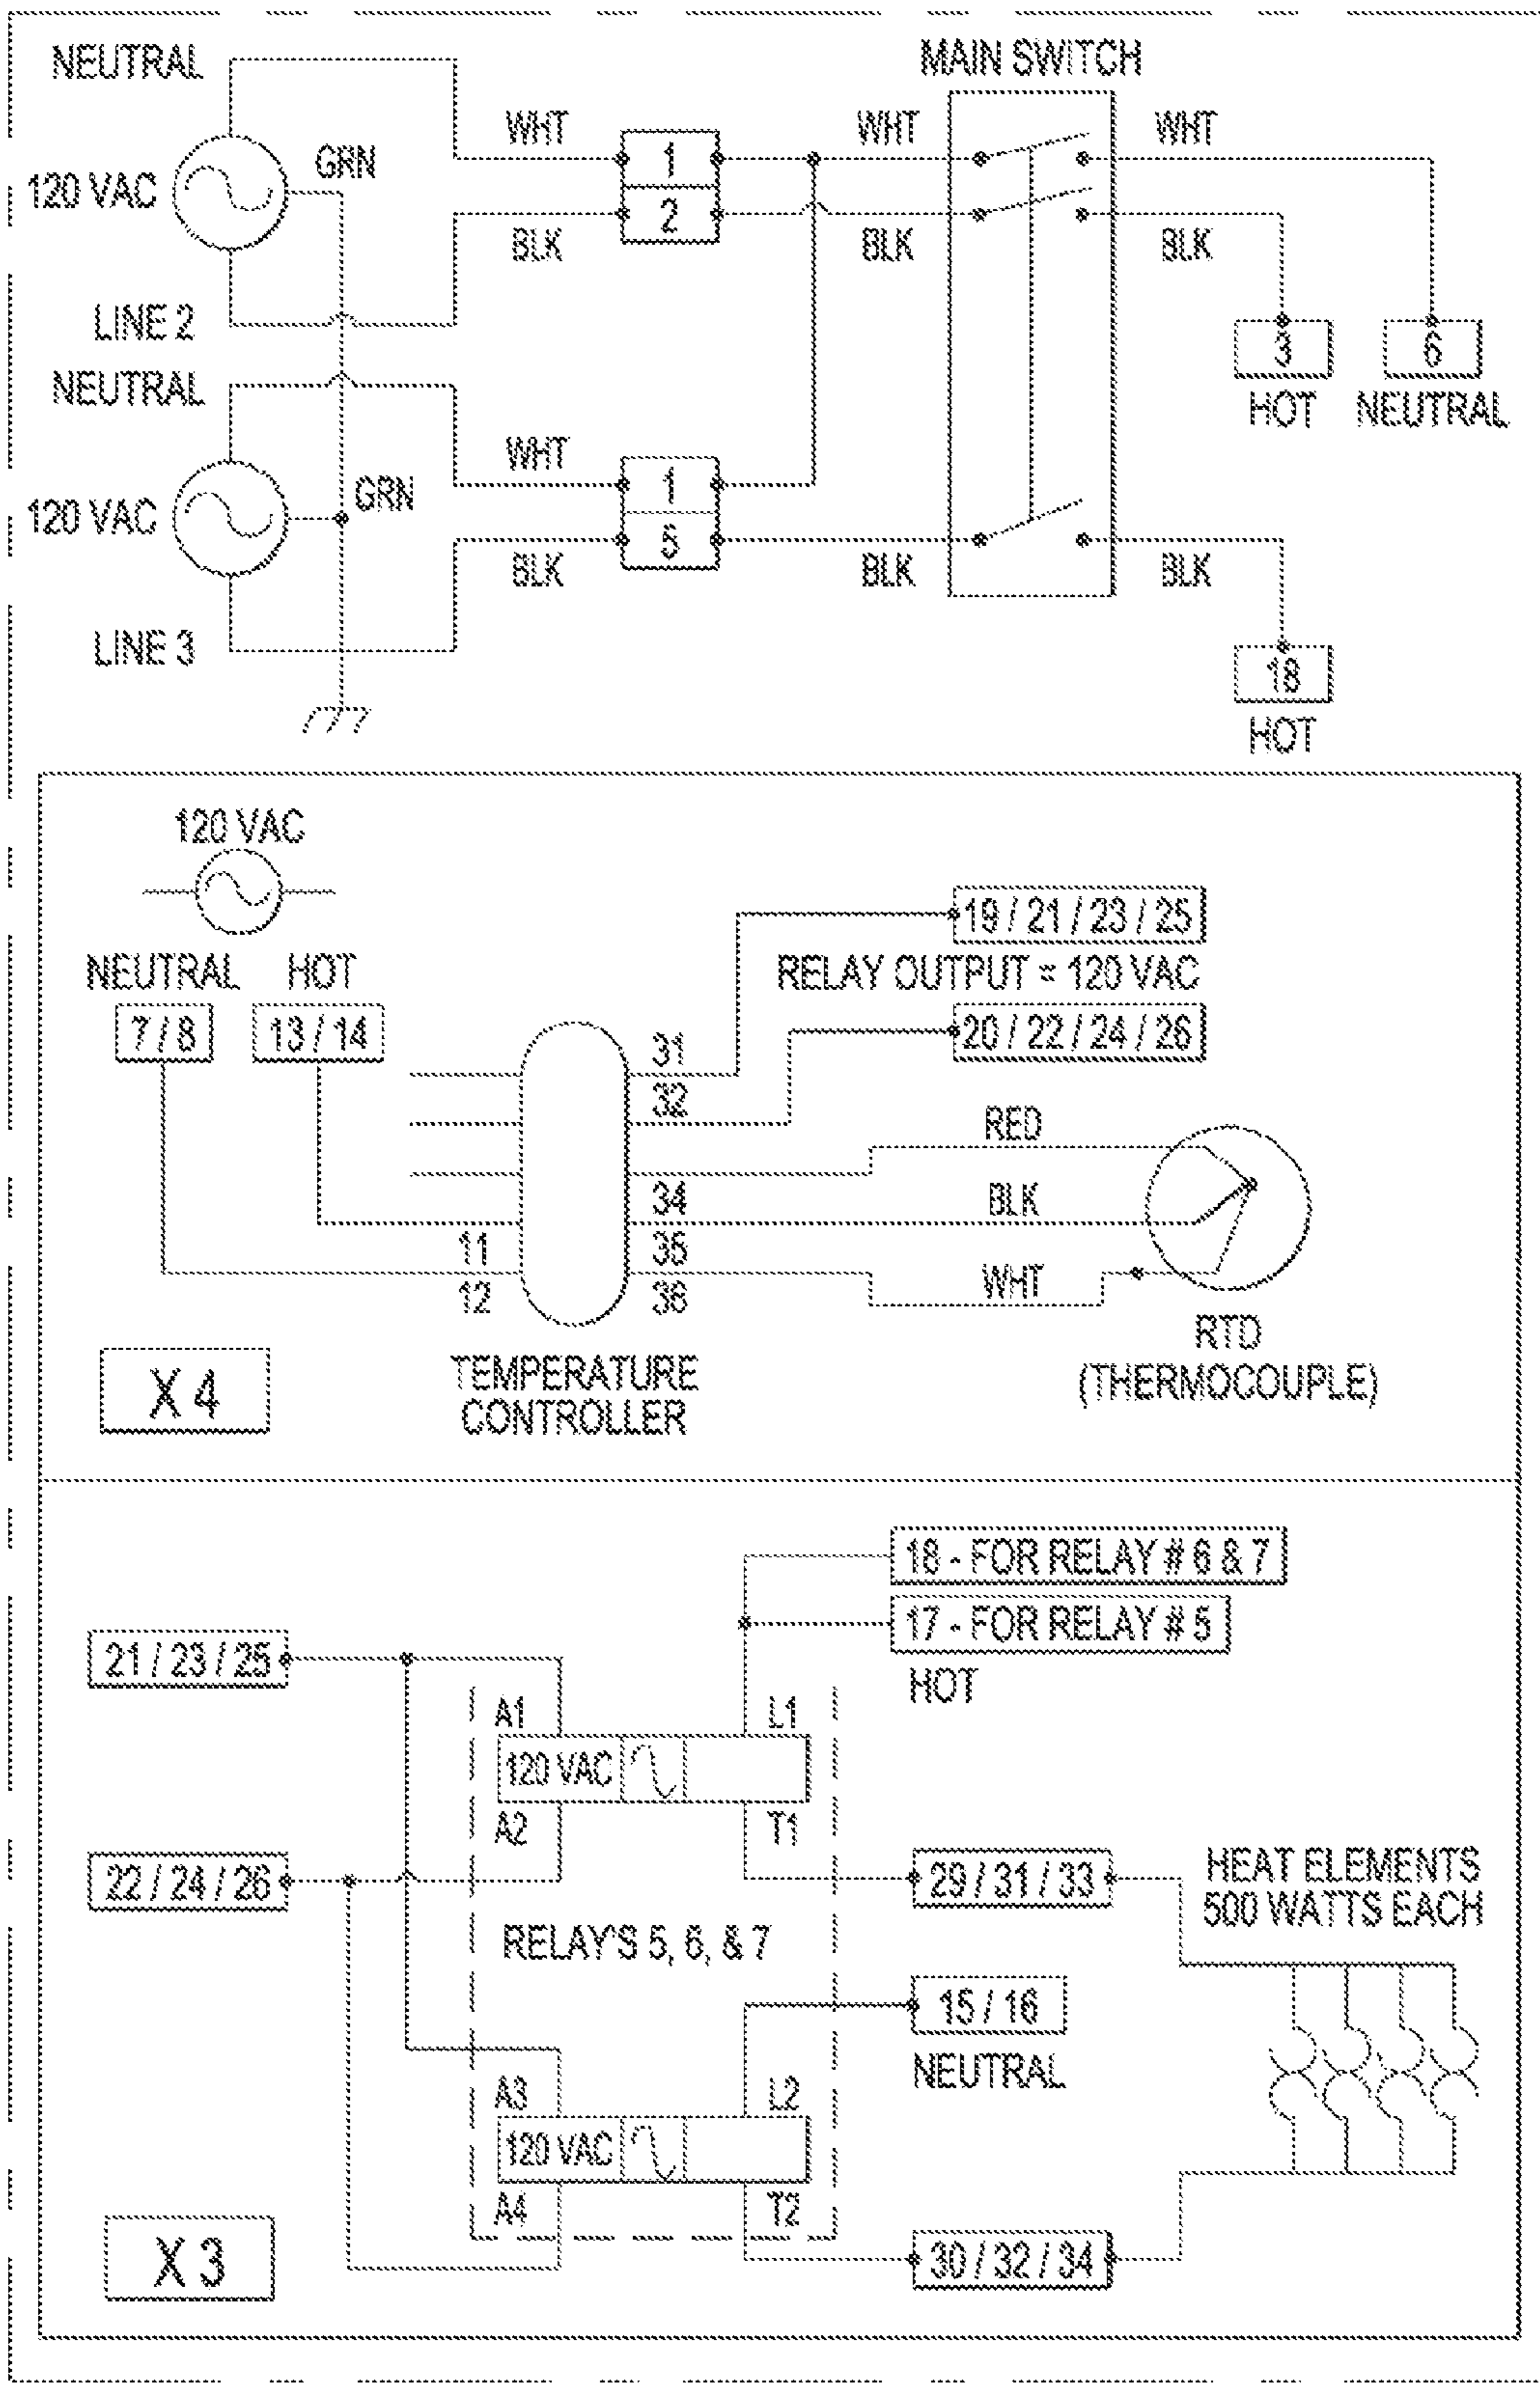 NEUTRAL
MAIN SWITCH
WHT
WHT
WHT
GRN
120 VAC
1
2
BLK
BLK
BLK
LINE 2
3
6
NEUTRAL
HOT
NEUTRAL
WHT
1
120 VAC
GRN
5
BLK
BLK
BLK
LINE 3
18
HOT
120 VAC
19 / 21 / 23 / 25
NEUTRAL
HOT
RELAY OUTPUT = 120 VAC
7 / 8
13 / 14
20 / 22 / 24 / 26
31
32
RED
34
BLK
11
35
WHT
12
36
RTD
(THERMOCOUPLE)
X 4
TEMPERATURE
CONTROLLER
18 - FOR RELAY # 6 & 7
17 - FOR RELAY # 5
21 / 23 / 25
HOT
A1
L1
120 VAC
A2
T1
22 / 24 / 26
29 / 31 / 33
HEAT ELEMENTS
500 WATTS EACH
RELAY'S 5, 6, & 7
15 / 16
NEUTRAL
A3
L2
120 VAC
A4
T2
X 3
30 / 32 / 34